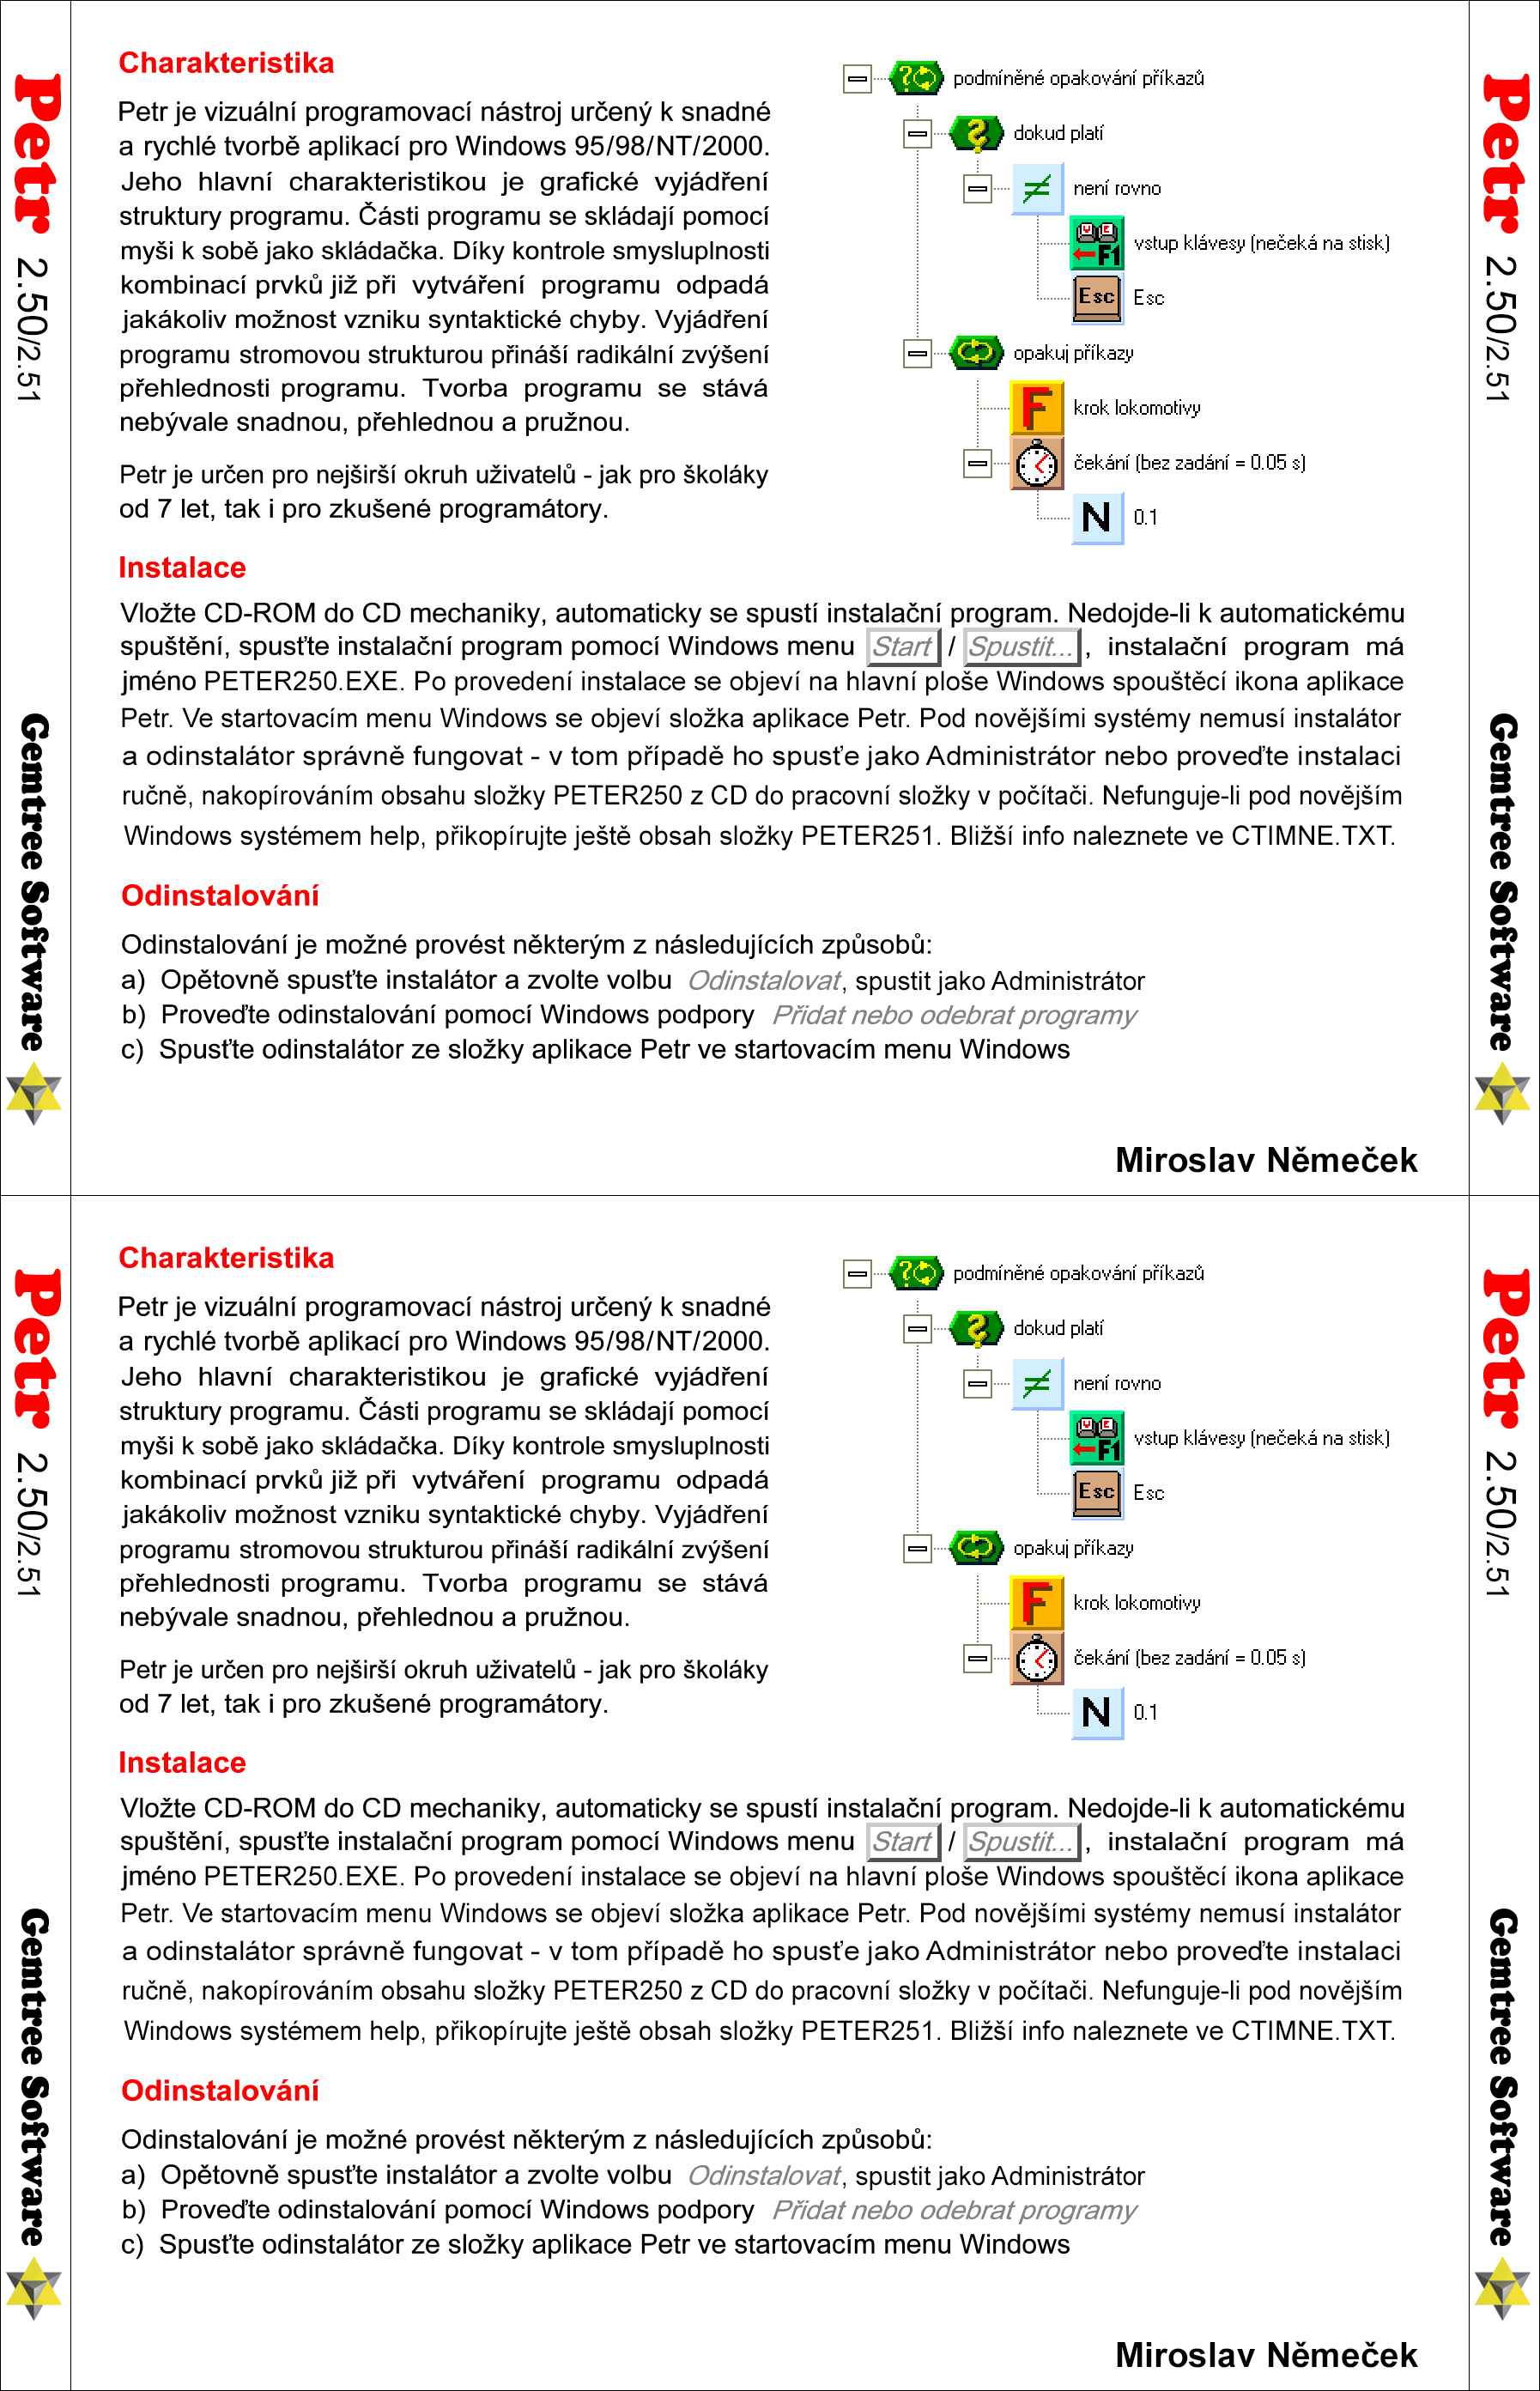 Petr 2.50/2.51
Gemtree Software
Charakteristika
Petr je vizuální programovací nástroj určený k snadné
a rychlé tvorbě aplikací pro Windows 95/98/NT/2000.
Jeho hlavní charakteristikou je grafické vyjádření
struktury programu. Části programu se skládají pomocí
myši k sobě jako skládačka. Díky kontrole smysluplnosti
kombinací prvků již při vytváření programu odpadá
jakákoliv možnost vzniku syntaktické chyby. Vyjádření
programu stromovou strukturou přináší radikální zvýšení
přehlednosti programu. Tvorba programu se stává
nebývale snadnou, přehlednou a pružnou.
Petr je určen pro nejširší okruh uživatelů - jak pro školáky
od 7 let, tak i pro zkušené programátory.
podmíněné opakování příkazů
dokud platí
není rovno
F1 vstup klávesy (nečeká na stisk)
Esc Esc
opakuj příkazy
F krok lokomotivy
čekání (bez zadání = 0.05 s)
N 0.1
Instalace
Vložte CD-ROM do CD mechaniky, automaticky se spustí instalační program. Nedojde-li k automatickému
spuštění, spusťte instalační program pomocí Windows menu Start / Spustit... , instalační program má
jméno PETER250.EXE. Po provedení instalace se objeví na hlavní ploše Windows spouštěcí ikona aplikace
Petr. Ve startovacím menu Windows se objeví složka aplikace Petr. Pod novějšími systémy nemusí instalátor
a odinstalátor správně fungovat - v tom případě ho spusťe jako Administrátor nebo proveďte instalaci
ručně, nakopírováním obsahu složky PETER250 z CD do pracovní složky v počítači. Nefunguje-li pod novějším
Windows systémem help, přikopírujte ještě obsah složky PETER251. Bližší info naleznete ve CTIMNE.TXT.
Odinstalování
Odinstalování je možné provést některým z následujících způsobů:
a) Opětovně spusťte instalátor a zvolte volbu Odinstalovat, spustit jako Administrátor
b) Proveďte odinstalování pomocí Windows podpory Přidat nebo odebrat programy
c) Spusťte odinstalátor ze složky aplikace Petr ve startovacím menu Windows
Miroslav Němeček
Petr 2.50/2.51
Gemtree Software
Petr 2.50/2.51
Gemtree Software
Charakteristika
Petr je vizuální programovací nástroj určený k snadné
a rychlé tvorbě aplikací pro Windows 95/98/NT/2000.
Jeho hlavní charakteristikou je grafické vyjádření
struktury programu. Části programu se skládají pomocí
myši k sobě jako skládačka. Díky kontrole smysluplnosti
kombinací prvků již při vytváření programu odpadá
jakákoliv možnost vzniku syntaktické chyby. Vyjádření
programu stromovou strukturou přináší radikální zvýšení
přehlednosti programu. Tvorba programu se stává
nebývale snadnou, přehlednou a pružnou.
Petr je určen pro nejširší okruh uživatelů - jak pro školáky
od 7 let, tak i pro zkušené programátory.
podmíněné opakování příkazů
dokud platí
není rovno
F1 vstup klávesy (nečeká na stisk)
Esc Esc
opakuj příkazy
F krok lokomotivy
čekání (bez zadání = 0.05 s)
N 0.1
Instalace
Vložte CD-ROM do CD mechaniky, automaticky se spustí instalační program. Nedojde-li k automatickému
spuštění, spusťte instalační program pomocí Windows menu Start / Spustit... , instalační program má
jméno PETER250.EXE. Po provedení instalace se objeví na hlavní ploše Windows spouštěcí ikona aplikace
Petr. Ve startovacím menu Windows se objeví složka aplikace Petr. Pod novějšími systémy nemusí instalátor
a odinstalátor správně fungovat - v tom případě ho spusťe jako Administrátor nebo proveďte instalaci
ručně, nakopírováním obsahu složky PETER250 z CD do pracovní složky v počítači. Nefunguje-li pod novějším
Windows systémem help, přikopírujte ještě obsah složky PETER251. Bližší info naleznete ve CTIMNE.TXT.
Odinstalování
Odinstalování je možné provést některým z následujících způsobů:
a) Opětovně spusťte instalátor a zvolte volbu Odinstalovat, spustit jako Administrátor
b) Proveďte odinstalování pomocí Windows podpory Přidat nebo odebrat programy
c) Spusťte odinstalátor ze složky aplikace Petr ve startovacím menu Windows
Miroslav Němeček
Petr 2.50/2.51
Gemtree Software